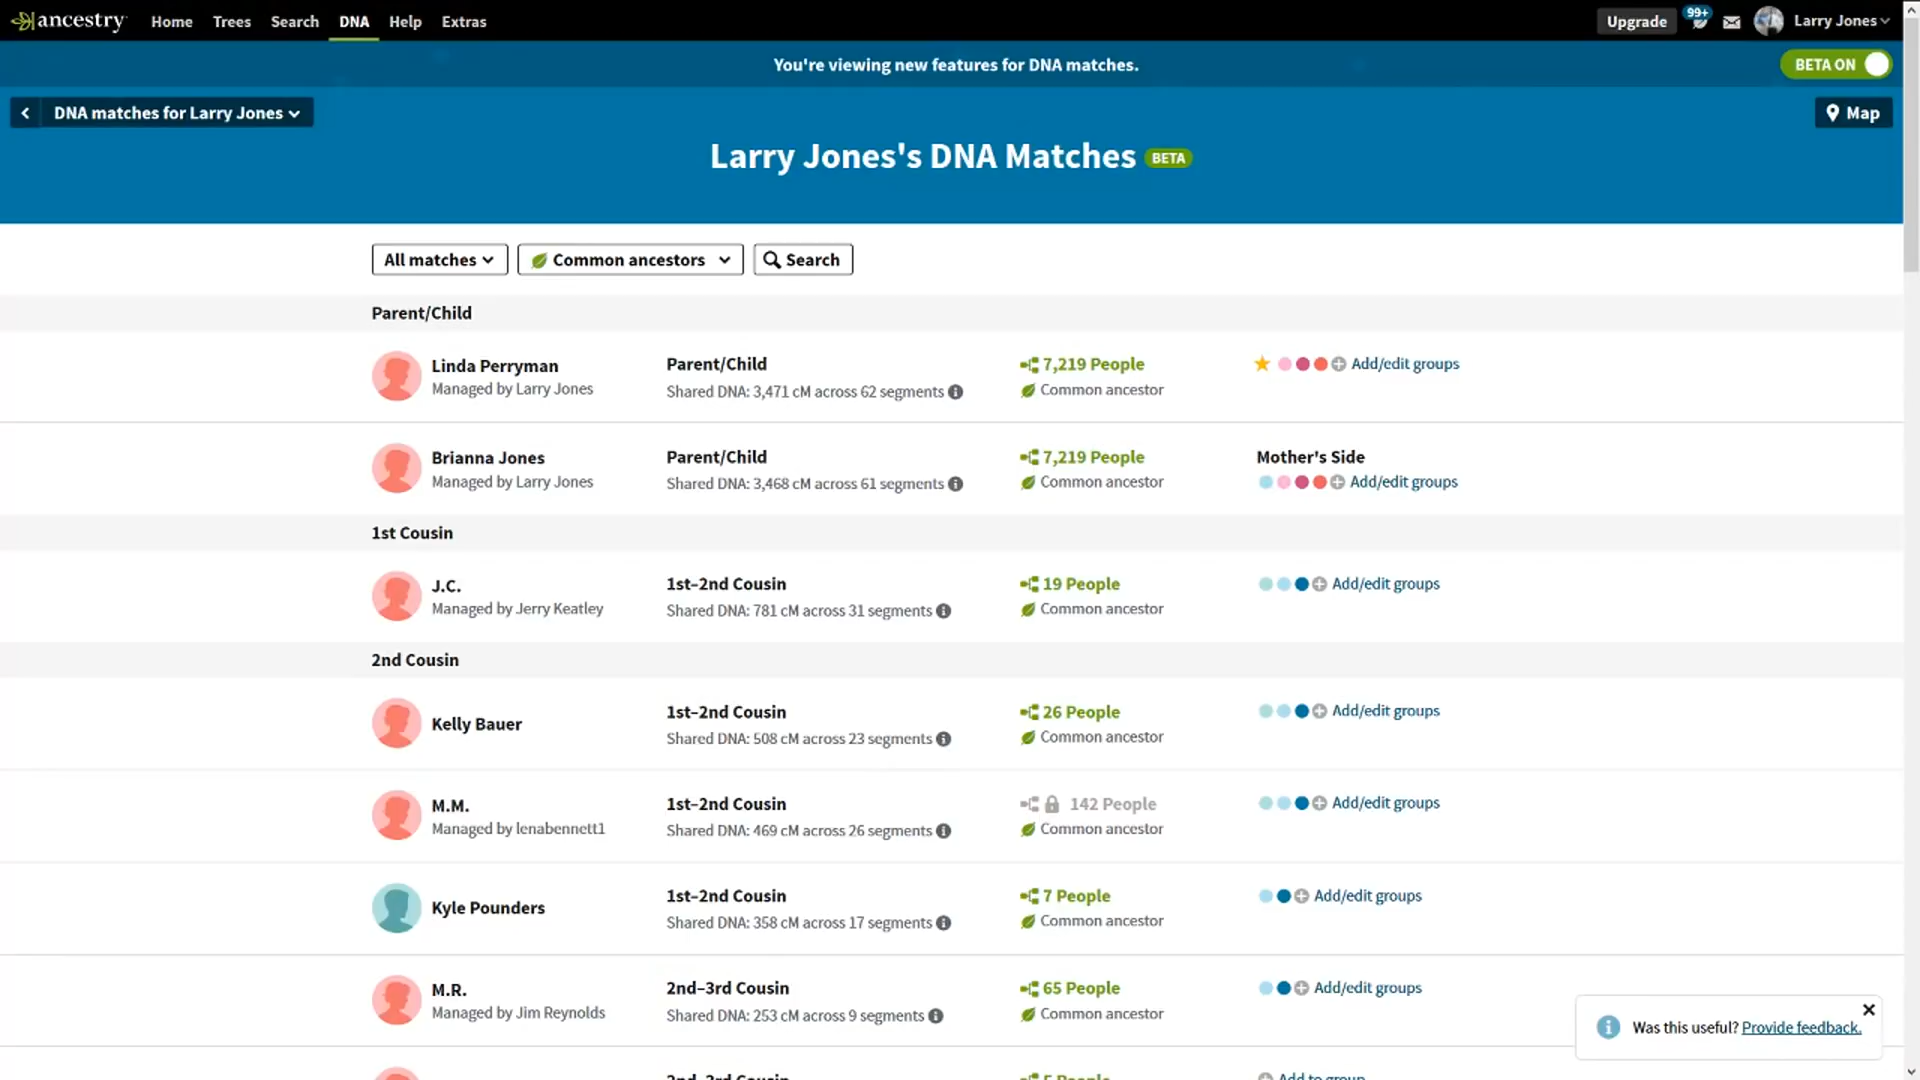 ancestry
Home Trees Search DNA Help Extras
Upgrade 99+ Larry Jones
You're viewing new features for DNA matches.
BETA ON
DNA matches for Larry Jones
Map
Larry Jones's DNA Matches BETA
All matches Common ancestors Search
Parent/Child
Linda Perryman
Managed by Larry Jones
Parent/Child
Shared DNA: 3,471 cM across 62 segments
7,219 People
Common ancestor
Add/edit groups
Brianna Jones
Managed by Larry Jones
Parent/Child
Shared DNA: 3,468 cM across 61 segments
7,219 People
Common ancestor
Mother's Side
Add/edit groups
1st Cousin
J.C.
Managed by Jerry Keatley
1st–2nd Cousin
Shared DNA: 781 cM across 31 segments
19 People
Common ancestor
Add/edit groups
2nd Cousin
Kelly Bauer
1st–2nd Cousin
Shared DNA: 508 cM across 23 segments
26 People
Common ancestor
Add/edit groups
M.M.
Managed by lenabennett1
1st–2nd Cousin
Shared DNA: 469 cM across 26 segments
142 People
Common ancestor
Add/edit groups
Kyle Pounders
1st–2nd Cousin
Shared DNA: 358 cM across 17 segments
7 People
Common ancestor
Add/edit groups
M.R.
Managed by Jim Reynolds
2nd–3rd Cousin
Shared DNA: 253 cM across 9 segments
65 People
Common ancestor
Add/edit groups
Was this useful? Provide feedback.
2nd–3rd Cousin
5 People
Add to group